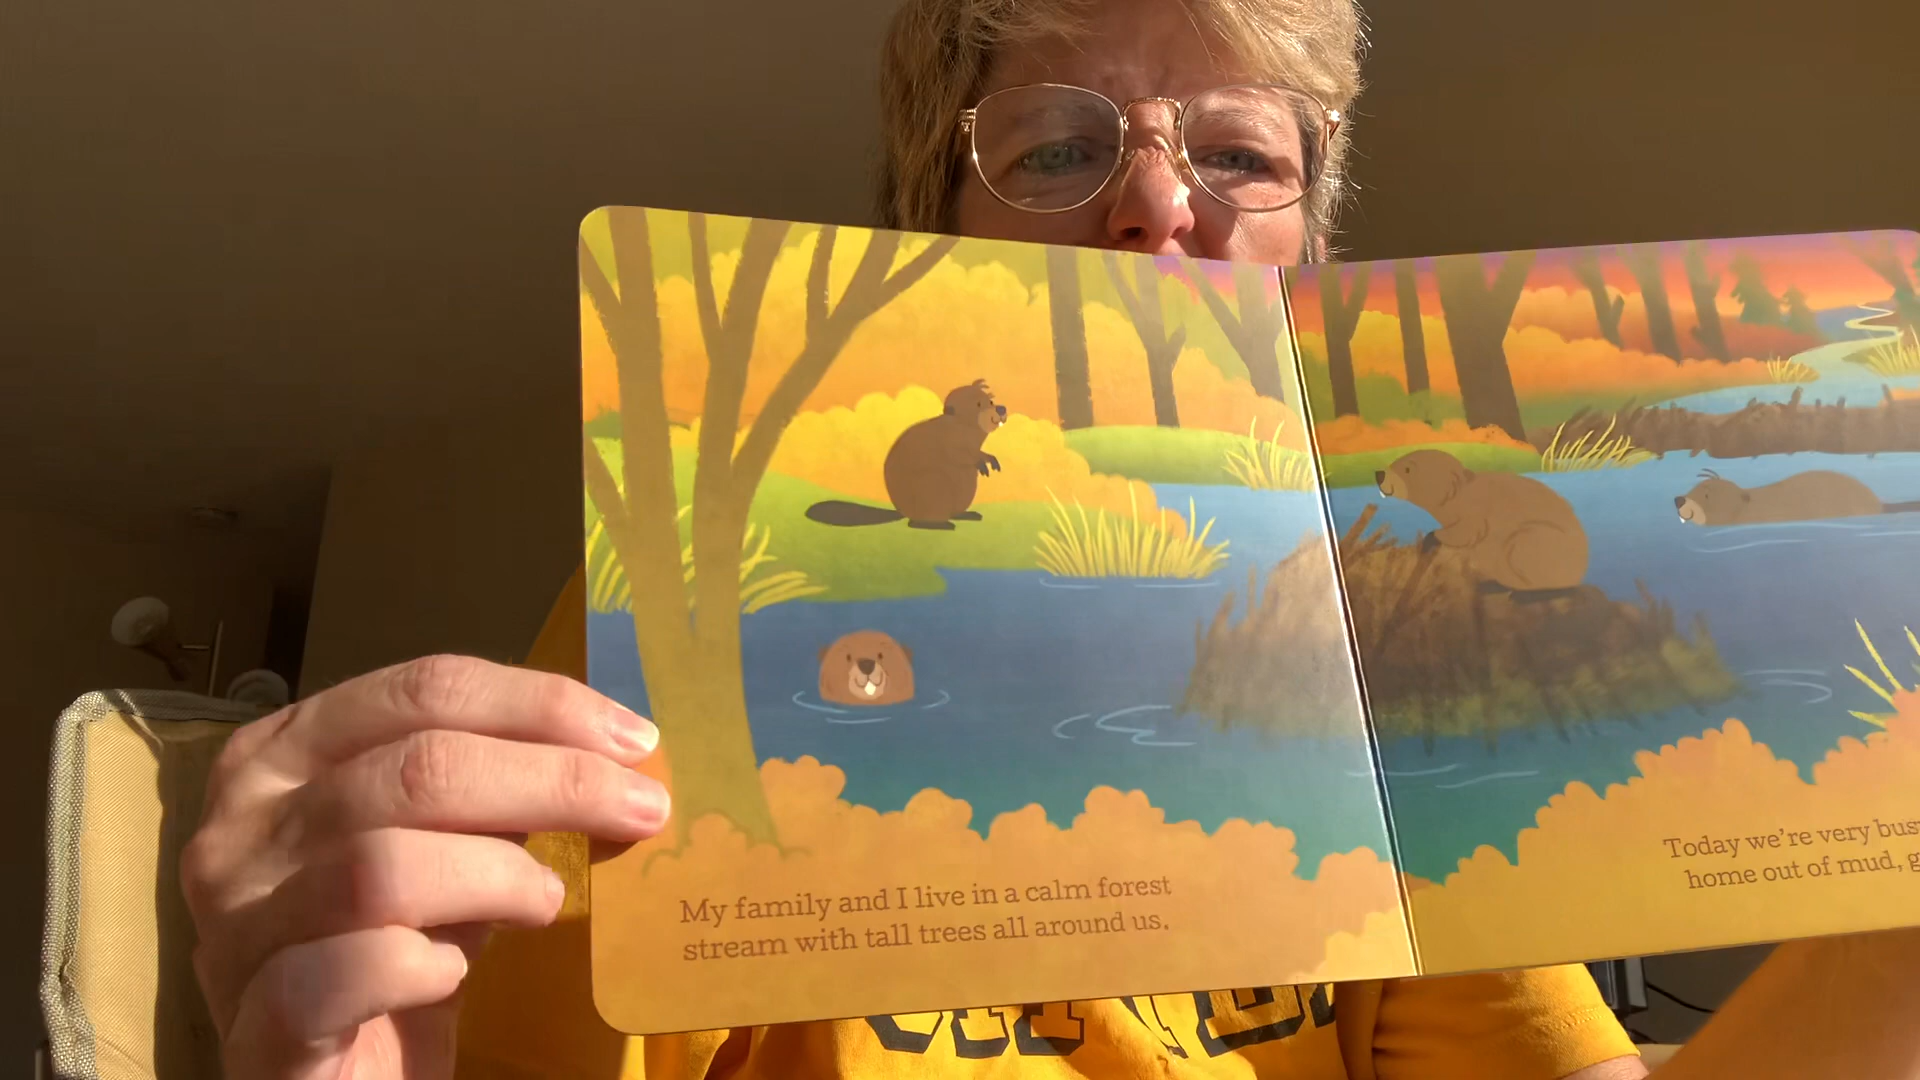 My family and I live in a calm forest
stream with tall trees all around us.
Today we're very
home out of mud,